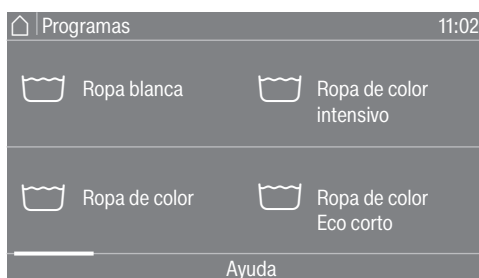 Programas 11:02
Ropa blanca
Ropa de color
intensivo
Ropa de color
Ropa de color
Eco corto
Ayuda